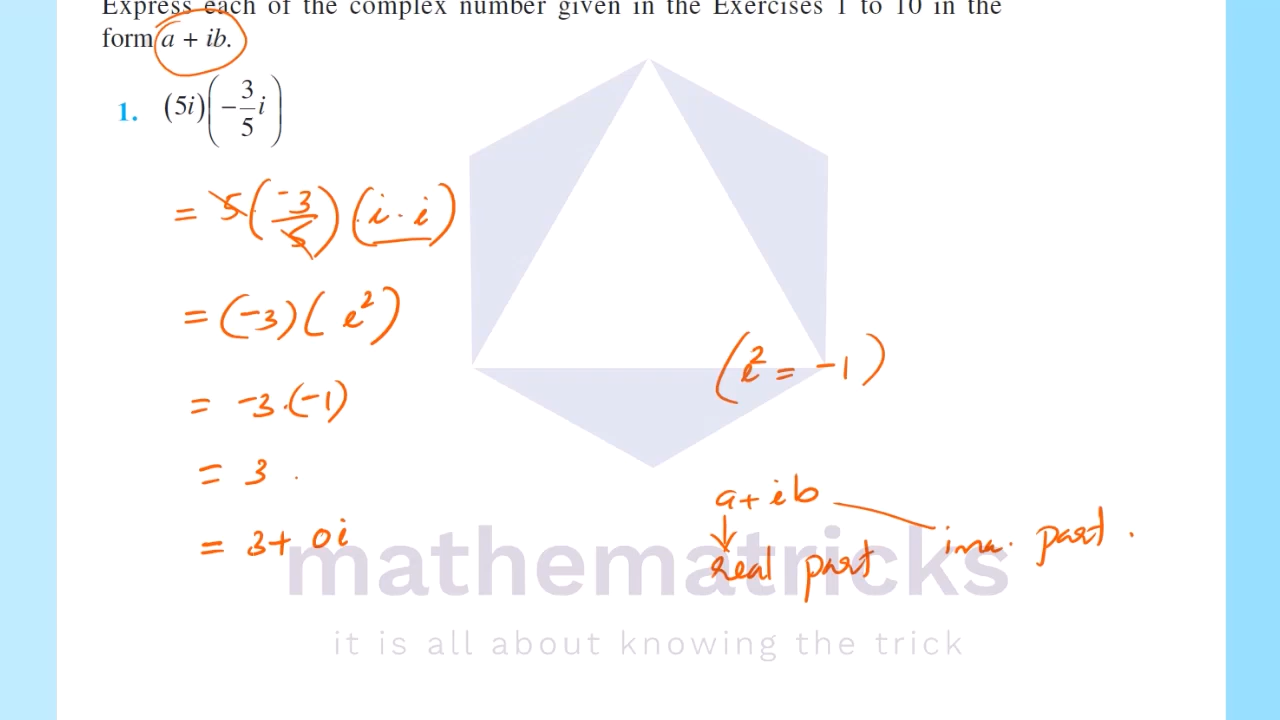 Express each of the complex number given in the Exercises 1 to 10 in the
form a + ib.
1. (5i)(-3/5 i)
= 5(-3/5)(i · i)
= (-3)(i²)
(i² = -1)
= -3·(-1)
= 3
a + ib
= 3 + 0i
real part
ima. part.
mathematricks
it is all about knowing the trick